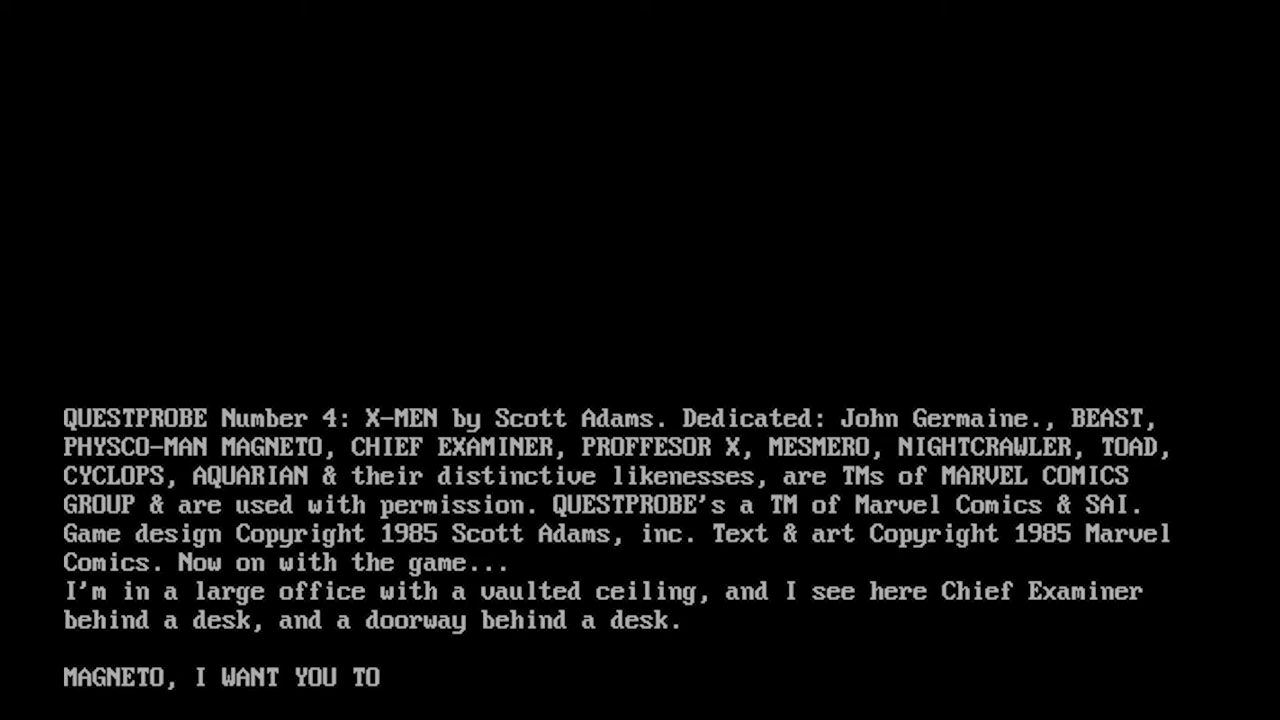 QUESTPROBE Number 4: X-MEN by Scott Adams. Dedicated: John Germaine., BEAST,
PHYSCO-MAN MAGNETO, CHIEF EXAMINER, PROFFESOR X, MESMERO, NIGHTCRAWLER, TOAD,
CYCLOPS, AQUARIAN & their distinctive likenesses, are TMs of MARVEL COMICS
GROUP & are used with permission. QUESTPROBE's a TM of Marvel Comics & SAI.
Game design Copyright 1985 Scott Adams, inc. Text & art Copyright 1985 Marvel
Comics. Now on with the game...
I'm in a large office with a vaulted ceiling, and I see here Chief Examiner
behind a desk, and a doorway behind a desk.
MAGNETO, I WANT YOU TO